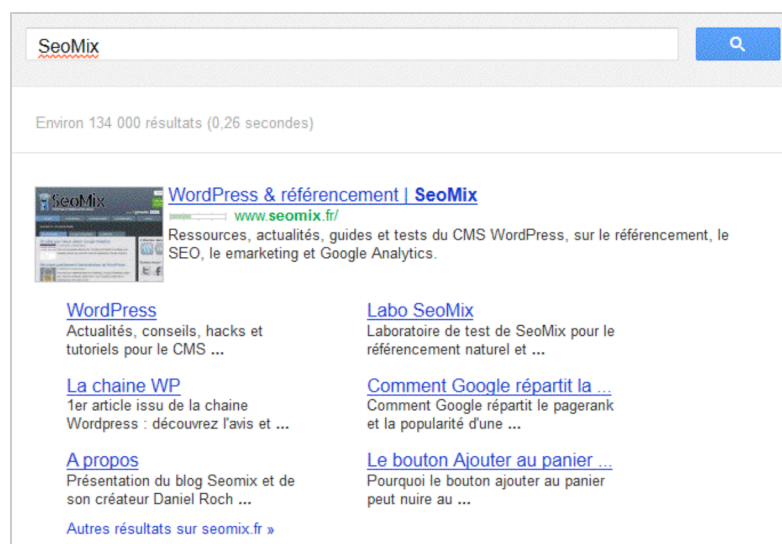 SeoMix
Environ 134 000 résultats (0,26 secondes)
SeoMix
WordPress & référencement | SeoMix
www.seomix.fr/
Ressources, actualités, guides et tests du CMS WordPress, sur le référencement, le
SEO, le emarketing et Google Analytics.
WordPress
Actualités, conseils, hacks et
tutoriels pour le CMS ...
Labo SeoMix
Laboratoire de test de SeoMix pour le
référencement naturel et ...
La chaine WP
1er article issu de la chaine
Wordpress : découvrez l'avis et ...
Comment Google répartit la ...
Comment Google répartit le pagerank
et la popularité d'une ...
A propos
Présentation du blog Seomix et de
son créateur Daniel Roch ...
Le bouton Ajouter au panier ...
Pourquoi le bouton ajouter au panier
peut nuire au ...
Autres résultats sur seomix.fr »